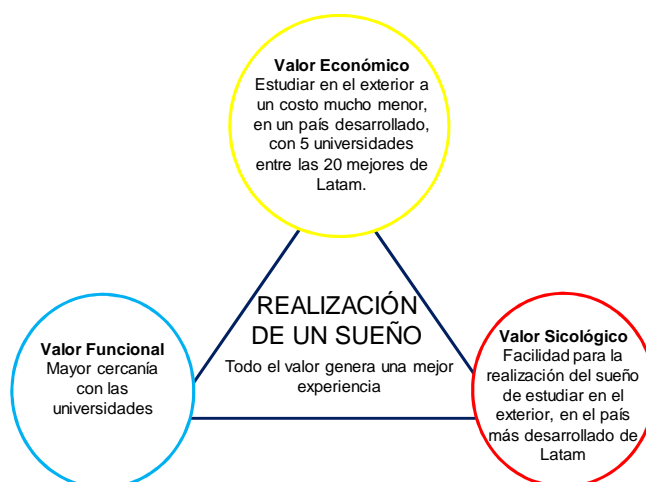 Valor Económico
Estudiar en el exterior a
un costo mucho menor,
en un país desarrollado,
con 5 universidades
entre las 20 mejores de
Latam.
REALIZACIÓN
DE UN SUEÑO
Todo el valor genera una mejor
experiencia
Valor Funcional
Mayor cercanía
con las
universidades
Valor Sicológico
Facilidad para la
realización del sueño
de estudiar en el
exterior, en el país
más desarrollado de
Latam